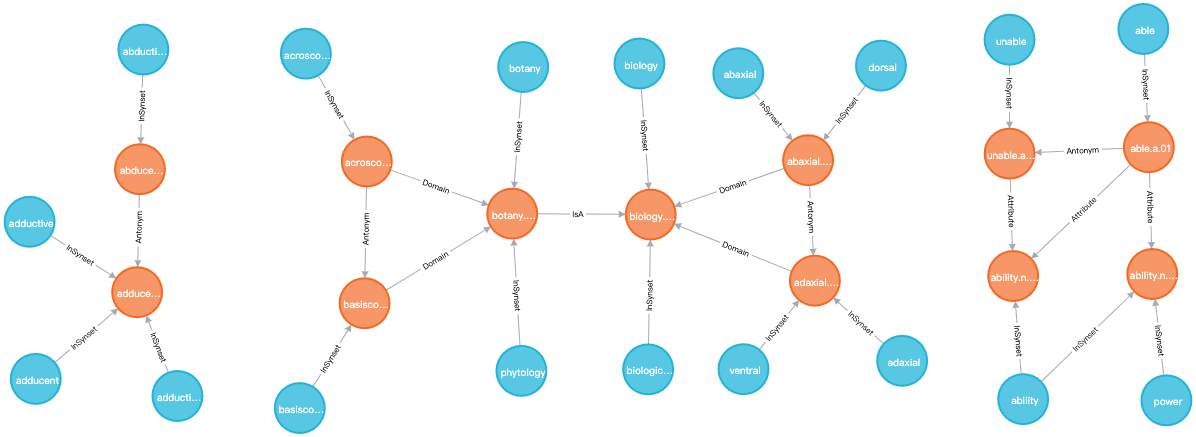 abducti...
InSynset
abduce...
Antonym
adductive
InSynset
adduce...
InSynset
adducent
InSynset
adducti...
acrosco...
InSynset
acrosco...
Domain
Antonym
basisco...
Domain
InSynset
basisco...
botany
InSynset
botany....
InSynset
phytology
IsA
biology
InSynset
biology....
InSynset
biologic...
abaxial
InSynset
dorsal
InSynset
abaxial....
Domain
Antonym
Domain
adaxial....
InSynset
ventral
InSynset
adaxial
unable
InSynset
able
InSynset
unable.a...
Antonym
able.a.01
Attribute
Attribute
Attribute
ability.n....
ability.n....
InSynset
InSynset
InSynset
ability
power